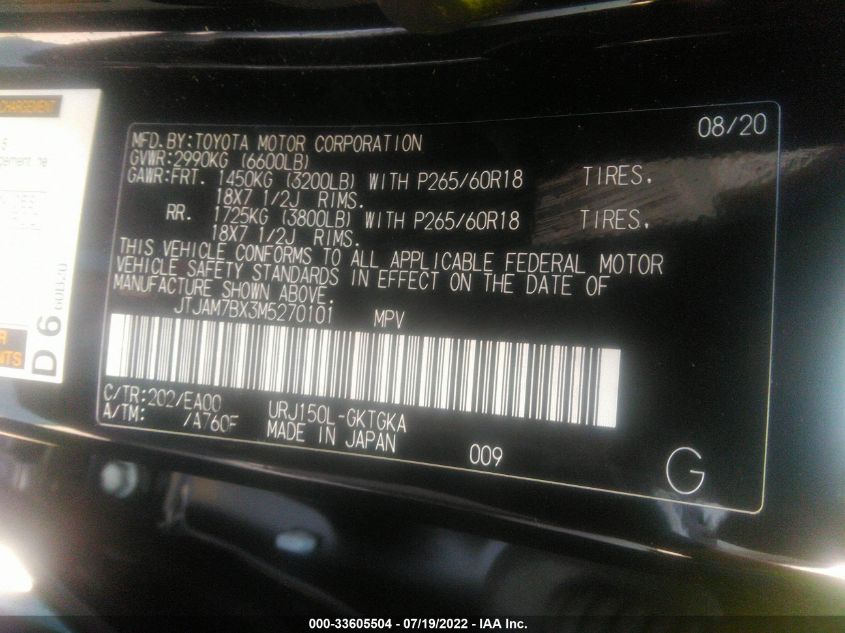 08/20
MFD.BY:TOYOTA MOTOR CORPORATION
GVWR:2990KG (6600LB)
GAWR:FRT. 1450KG (3200LB) WITH P265/60R18 TIRES,
18X7 1/2J RIMS.
RR. 1725KG (3800LB) WITH P265/60R18 TIRES,
18X7 1/2J RIMS.
THIS VEHICLE CONFORMS TO ALL APPLICABLE FEDERAL MOTOR
VEHICLE SAFETY STANDARDS IN EFFECT ON THE DATE OF
MANUFACTURE SHOWN ABOVE.
JTJAM7BX3M5270101 MPV
C/TR:202/EA00 URJ150L-GKTGKA
A/TM: /A760F MADE IN JAPAN
009
G
D 6 60B20
000-33605504 - 07/19/2022 - IAA Inc.